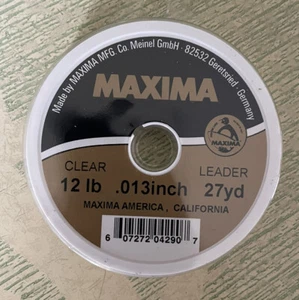 Made by MAXIMA MFG. Co. Meinel GmbH · 82532 Geretsried · Germany
MAXIMA
CLEAR LEADER
12 lb .013inch 27yd
MAXIMA AMERICA , CALIFORNIA
6 07272 04290 7